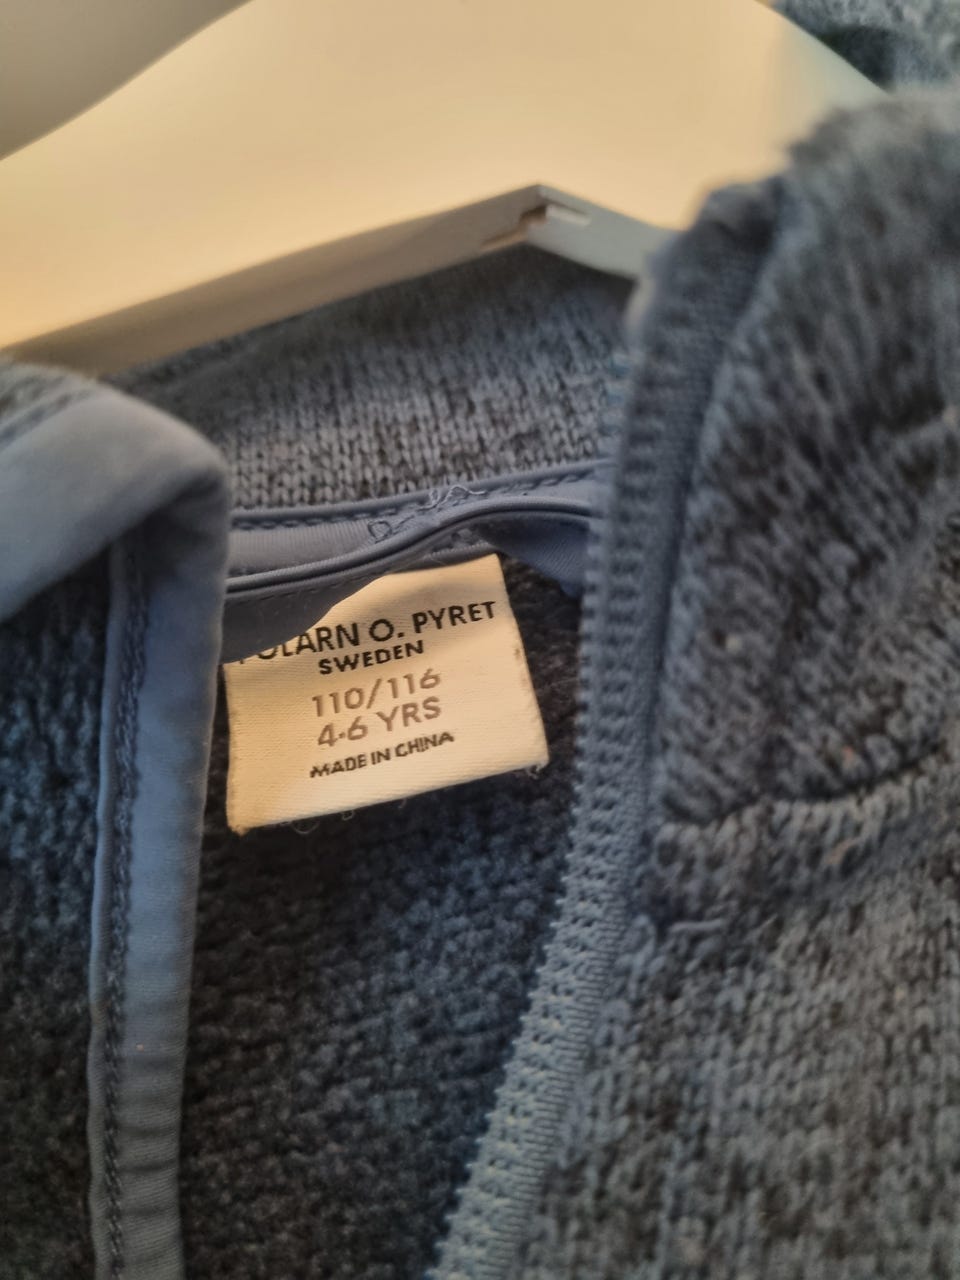 POLARN O. PYRET
SWEDEN
110/116
4-6 YRS
MADE IN CHINA